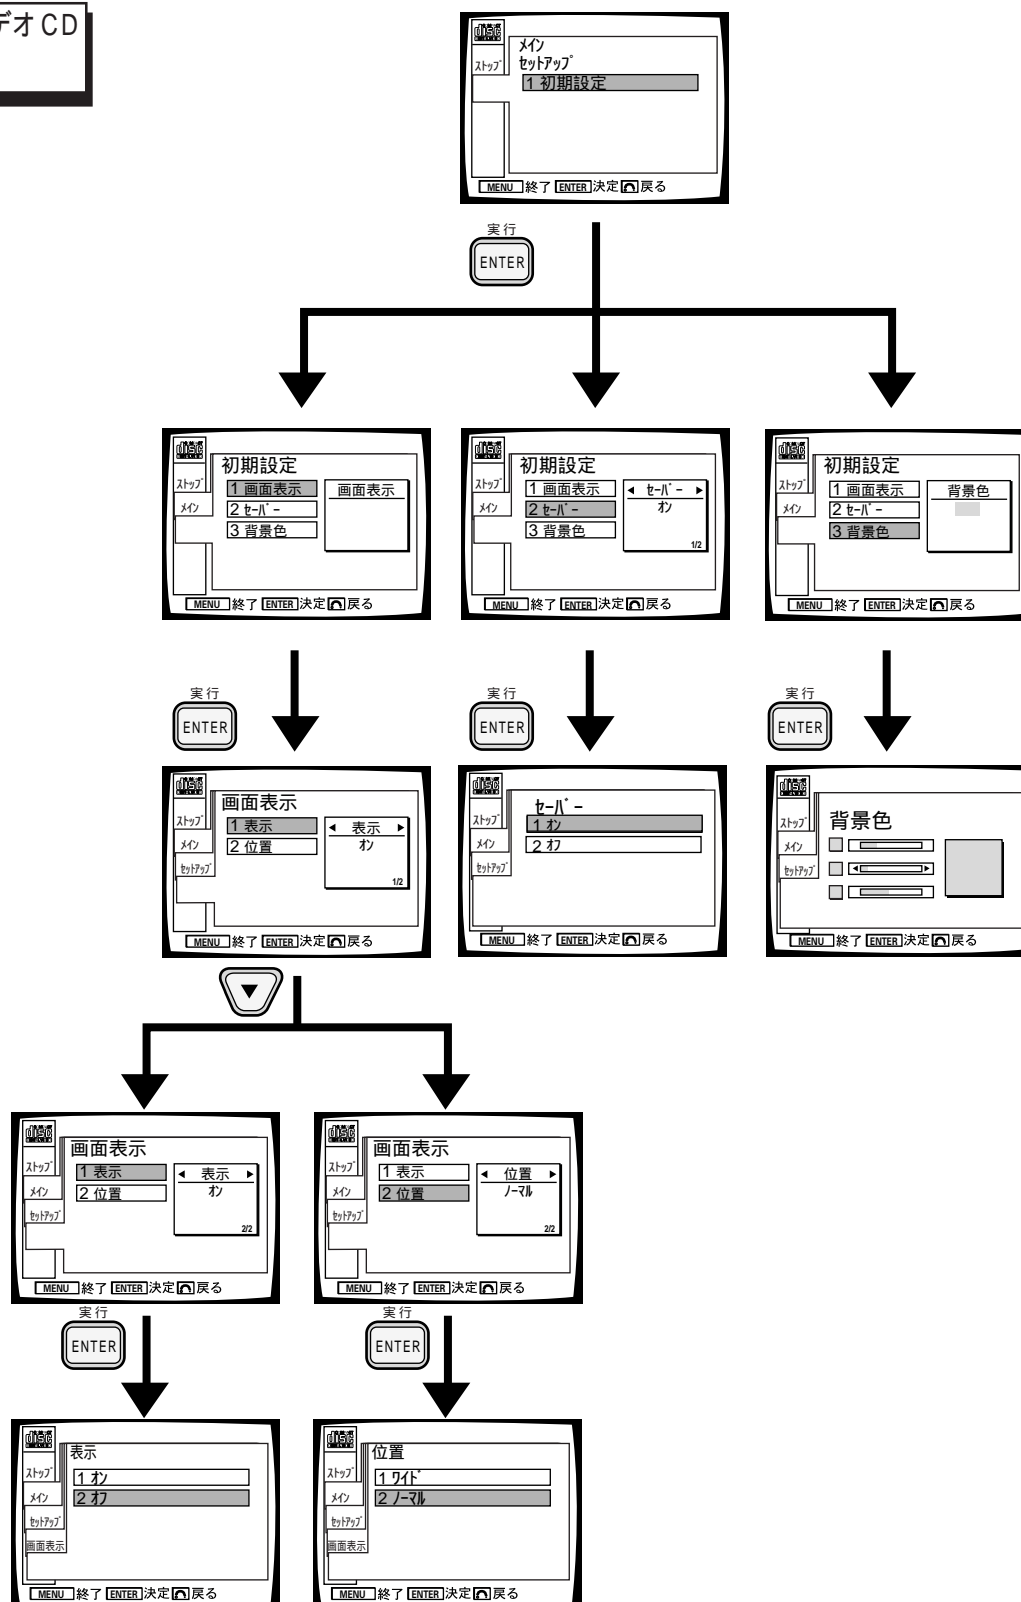 デオCD
disc
メイン
ストップ
セットアップ
1 初期設定
MENU 終了 ENTER 決定 戻る
実行
ENTER
disc
初期設定
ストップ
メイン
1 画面表示
2 セーバー
3 背景色
画面表示
MENU 終了 ENTER 決定 戻る
disc
初期設定
ストップ
メイン
1 画面表示
2 セーバー
3 背景色
セーバー
オン
1/2
MENU 終了 ENTER 決定 戻る
disc
初期設定
ストップ
メイン
1 画面表示
2 セーバー
3 背景色
背景色
MENU 終了 ENTER 決定 戻る
実行
ENTER
実行
ENTER
実行
ENTER
disc
画面表示
ストップ
メイン
セットアップ
1 表示
2 位置
表示
オン
1/2
MENU 終了 ENTER 決定 戻る
disc
セーバー
ストップ
メイン
セットアップ
1 オン
2 オフ
MENU 終了 ENTER 決定 戻る
disc
背景色
ストップ
メイン
セットアップ
MENU 終了 ENTER 決定 戻る
disc
画面表示
ストップ
メイン
セットアップ
1 表示
2 位置
表示
オン
2/2
MENU 終了 ENTER 決定 戻る
disc
画面表示
ストップ
メイン
セットアップ
1 表示
2 位置
位置
ノーマル
2/2
MENU 終了 ENTER 決定 戻る
実行
ENTER
実行
ENTER
disc
表示
ストップ
メイン
セットアップ
画面表示
1 オン
2 オフ
MENU 終了 ENTER 決定 戻る
disc
位置
ストップ
メイン
セットアップ
画面表示
1 ワイド
2 ノーマル
MENU 終了 ENTER 決定 戻る